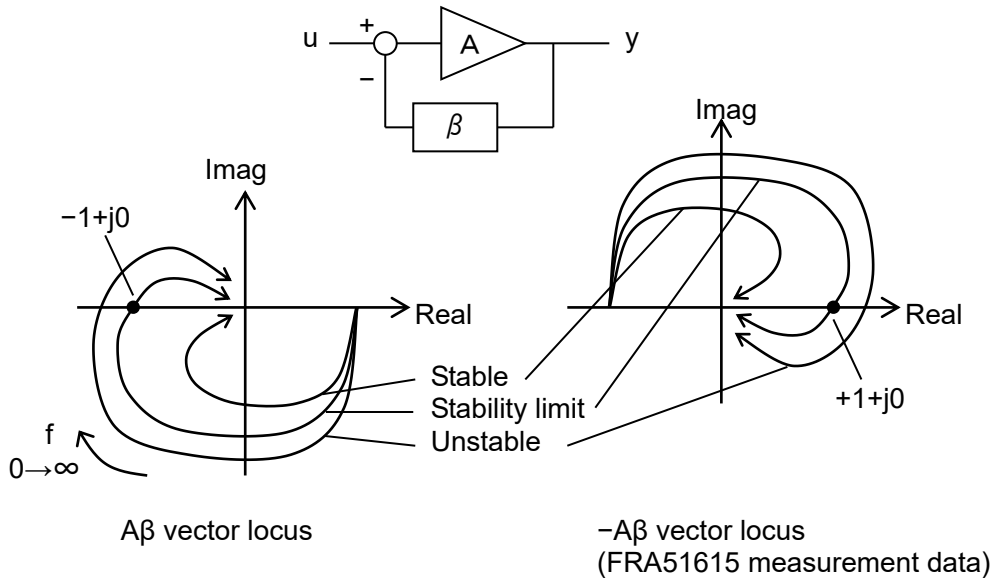 +
u
A
y
−
β
Imag
−1+j0
Real
f
0→∞
Imag
Real
+1+j0
Stable
Stability limit
Unstable
Aβ vector locus
−Aβ vector locus
(FRA51615 measurement data)